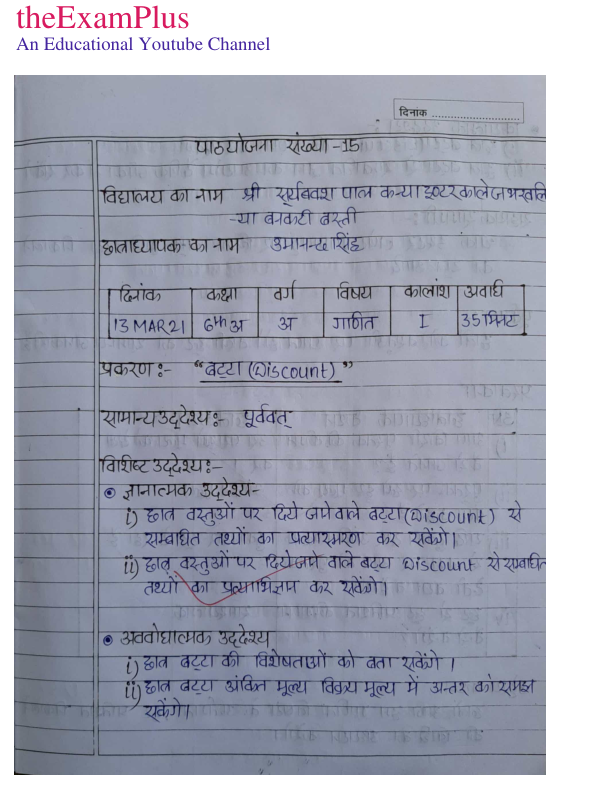 theExamPlus
An Educational Youtube Channel
दिनांक ..............................
पाठयोजना संख्या -15
विद्यालय का नाम श्री सूर्यबक्श पाल कन्या इण्टर कालेज भरवलि
-या बनकटी बस्ती
छात्राध्यापक का नाम उमानन्द सिंह
दिनांक कक्षा वर्ग विषय कालांश अवधि
13 MAR 21 6th अ अ गणित I 35 मिनट
प्रकरण :- "बट्टा (Discount)"
सामान्य उद्देश्य :- पूर्ववत्
विशिष्ट उद्देश्य :-
ज्ञानात्मक उद्देश्य -
i) छात्र वस्तुओं पर दिये जाने वाले बट्टा (Discount) से
सम्बंधित तथ्यों का प्रत्यास्मरण कर सकेंगे।
ii) छात्र वस्तुओं पर दिये जाने वाले बट्टा Discount से सम्बंधित
तथ्यों का प्रत्याभिज्ञान कर सकेंगे।
अवबोधात्मक उद्देश्य
i) छात्र बट्टा की विशेषताओं को बता सकेंगे ।
ii) छात्र बट्टा अंकित मूल्य विक्रय मूल्य में अन्तर को समझ
सकेंगे।